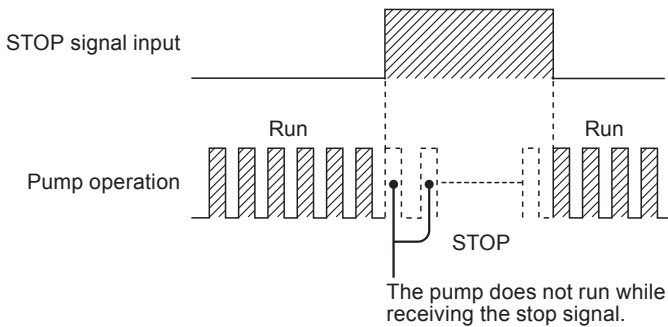 STOP signal input
Run
Run
Pump operation
STOP
The pump does not run while
receiving the stop signal.